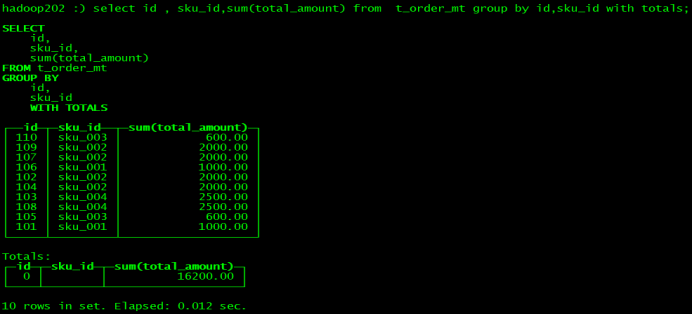 hadoop202 :) select id , sku_id,sum(total_amount) from  t_order_mt group by id,sku_id with totals;
SELECT
    id,
    sku_id,
    sum(total_amount)
FROM t_order_mt
GROUP BY
    id,
    sku_id
    WITH TOTALS
┌──id─┬─sku_id──┬─sum(total_amount)─┐
│ 110 │ sku_003 │            600.00 │
│ 109 │ sku_002 │           2000.00 │
│ 107 │ sku_002 │           2000.00 │
│ 106 │ sku_001 │           1000.00 │
│ 102 │ sku_002 │           2000.00 │
│ 104 │ sku_002 │           2000.00 │
│ 103 │ sku_004 │           2500.00 │
│ 108 │ sku_004 │           2500.00 │
│ 105 │ sku_003 │            600.00 │
│ 101 │ sku_001 │           1000.00 │
└─────┴─────────┴───────────────────┘
Totals:
┌─id─┬─sku_id─┬─sum(total_amount)─┐
│  0 │        │          16200.00 │
└────┴────────┴───────────────────┘
10 rows in set. Elapsed: 0.012 sec.